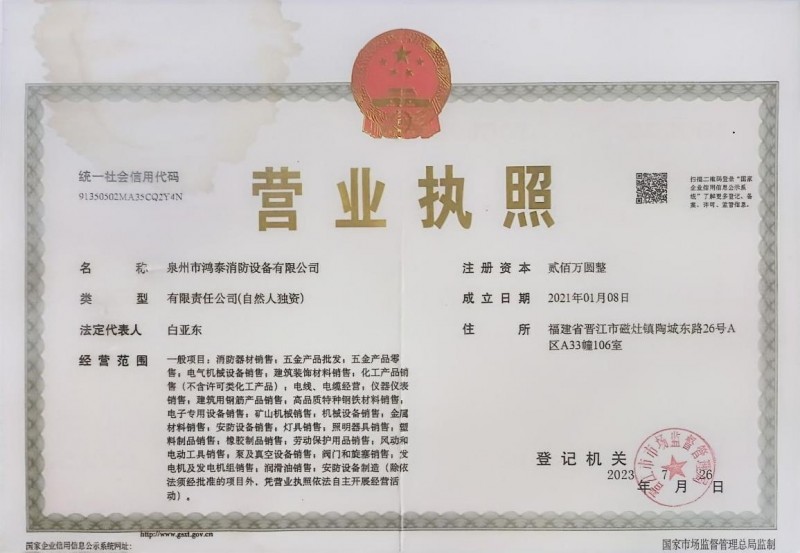 统一社会信用代码
91350502MA35CQ2Y4N
营业执照
扫描二维码登录“国家
企业信用信息公示系
统”了解更多登记、备
案、许可、监管信息。
名 称 泉州市鸿泰消防设备有限公司
类 型 有限责任公司(自然人独资)
法定代表人 白亚东
经营范围 一般项目：消防器材销售；五金产品批发；五金产品零
售；电气机械设备销售；建筑装饰材料销售；化工产品销
售（不含许可类化工产品）；电线、电缆经营；仪器仪表
销售；建筑用钢筋产品销售；高品质特种钢铁材料销售；
电子专用设备销售；矿山机械销售；机械设备销售；金属
材料销售；安防设备销售；灯具销售；照明器具销售；塑
料制品销售；橡胶制品销售；劳动保护用品销售；风动和
电动工具销售；泵及真空设备销售；阀门和旋塞销售；发
电机及发电机组销售；润滑油销售；安防设备制造（除依
法须经批准的项目外，凭营业执照依法自主开展经营活
动）。
注册资本 贰佰万圆整
成立日期 2021年01月08日
住 所 福建省晋江市磁灶镇陶城东路26号A
区A33幢106室
登记机关
市市场监督管理局
2023 年 7 月 26 日
http://www.gsxt.gov.cn
国家企业信用信息公示系统网址：
国家市场监督管理总局监制